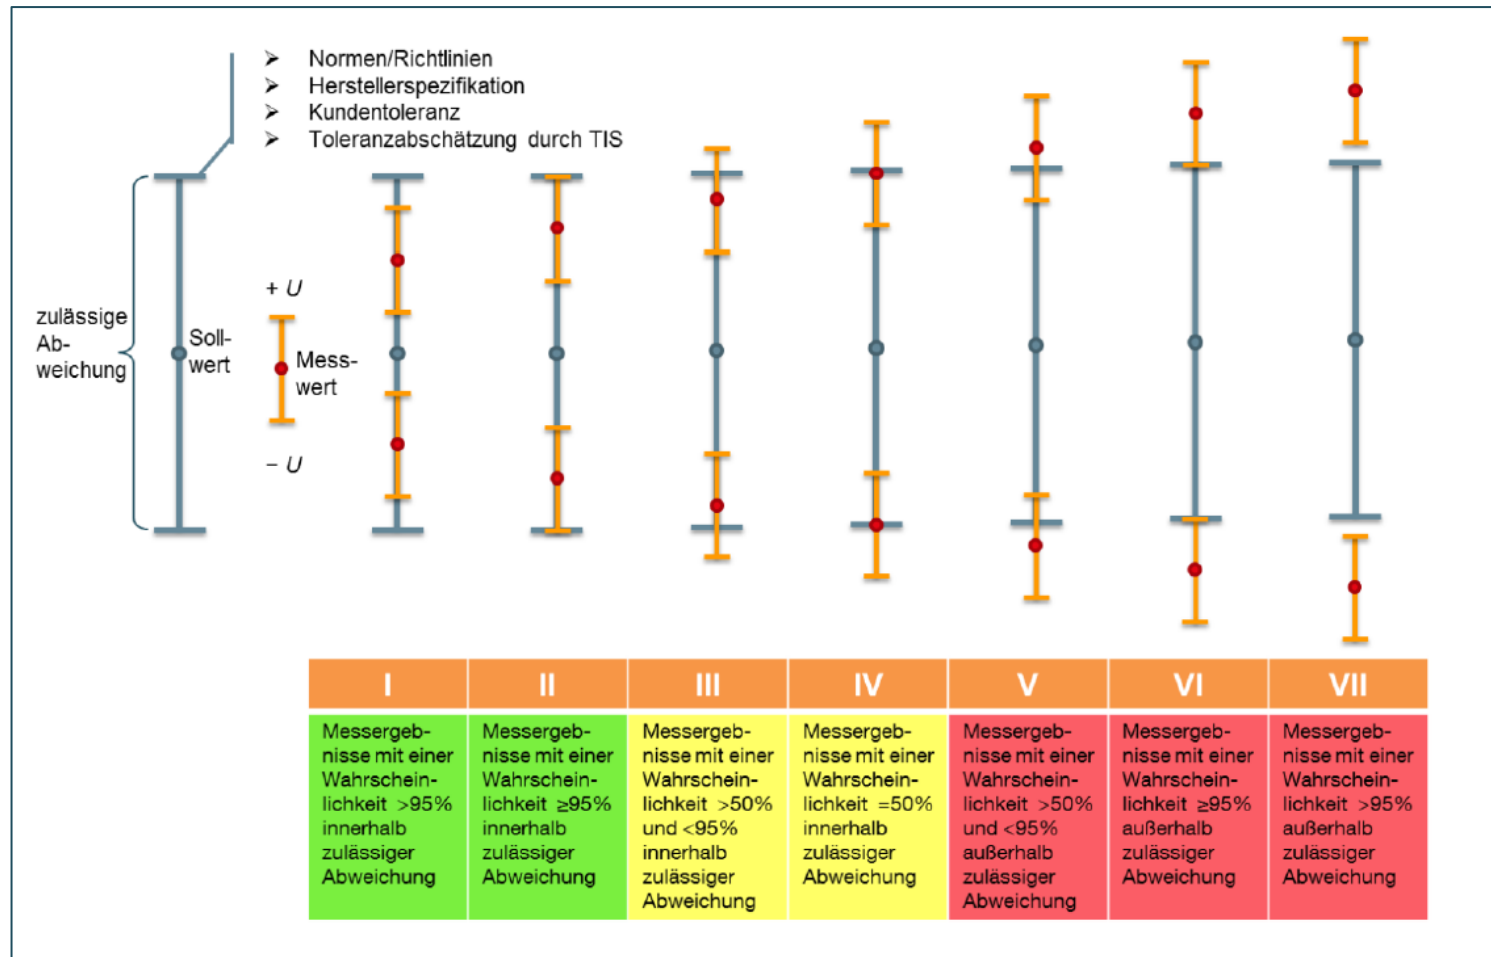 ➢ Normen/Richtlinien
➢ Herstellerspezifikation
➢ Kundentoleranz
➢ Toleranzabschätzung durch TIS
zulässige
Ab-
weichung
Soll-
wert
+ U
Mess-
wert
− U
I
II
III
IV
V
VI
VII
Messergeb-
nisse mit einer
Wahrschein-
lichkeit >95%
innerhalb
zulässiger
Abweichung
Messergeb-
nisse mit einer
Wahrschein-
lichkeit ≥95%
innerhalb
zulässiger
Abweichung
Messergeb-
nisse mit einer
Wahrschein-
lichkeit >50%
und <95%
innerhalb
zulässiger
Abweichung
Messergeb-
nisse mit einer
Wahrschein-
lichkeit =50%
innerhalb
zulässiger
Abweichung
Messergeb-
nisse mit einer
Wahrschein-
lichkeit >50%
und <95%
außerhalb
zulässiger
Abweichung
Messergeb-
nisse mit einer
Wahrschein-
lichkeit ≥95%
außerhalb
zulässiger
Abweichung
Messergeb-
nisse mit einer
Wahrschein-
lichkeit >95%
außerhalb
zulässiger
Abweichung